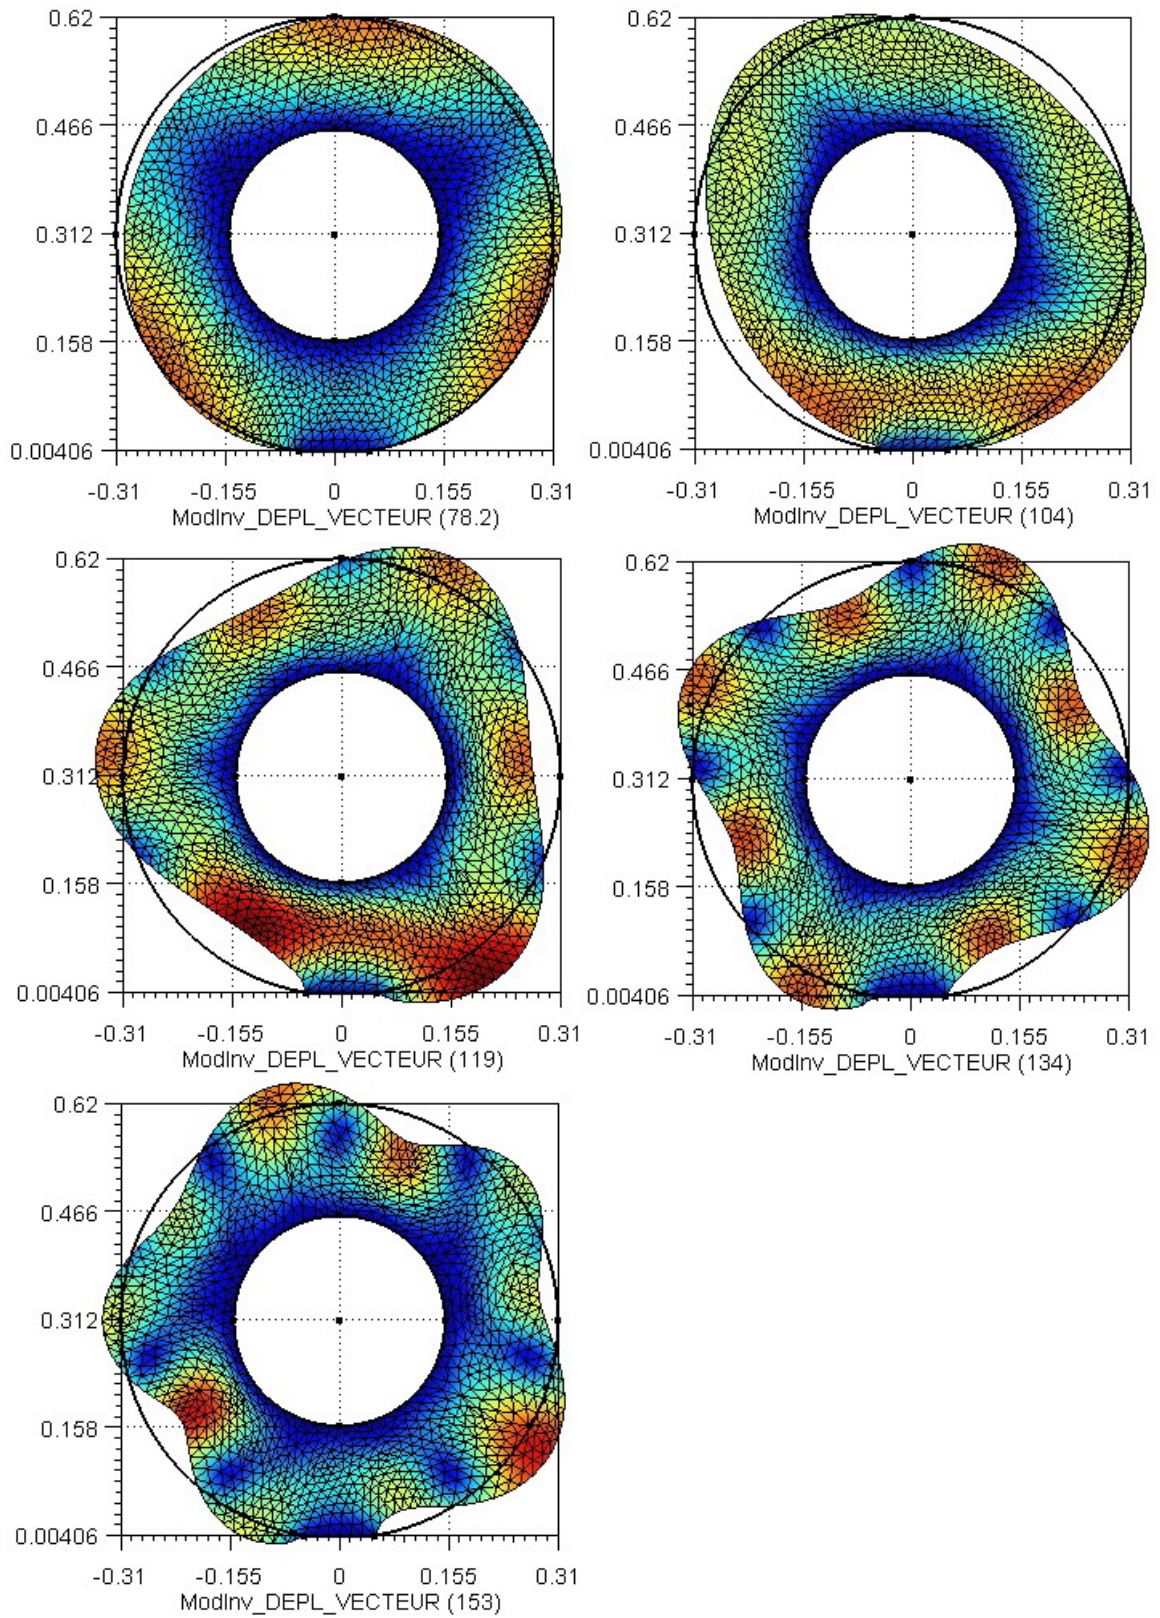 0.62
0.466
0.312
0.158
0.00406
-0.31 -0.155 0 0.155 0.31
ModInv_DEPL_VECTEUR (78.2)
0.62
0.466
0.312
0.158
0.00406
-0.31 -0.155 0 0.155 0.31
ModInv_DEPL_VECTEUR (104)
0.62
0.466
0.312
0.158
0.00406
-0.31 -0.155 0 0.155 0.31
ModInv_DEPL_VECTEUR (119)
0.62
0.466
0.312
0.158
0.00406
-0.31 -0.155 0 0.155 0.31
ModInv_DEPL_VECTEUR (134)
0.62
0.466
0.312
0.158
0.00406
-0.31 -0.155 0 0.155 0.31
ModInv_DEPL_VECTEUR (153)